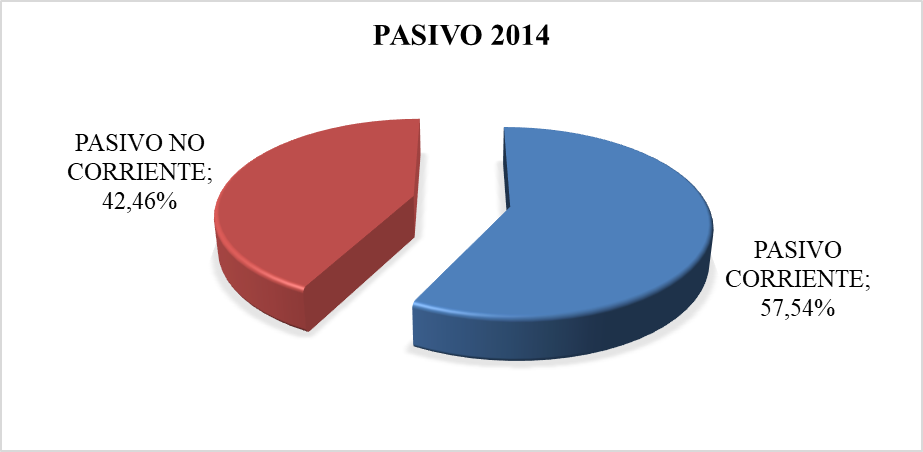 PASIVO 2014
PASIVO NO
CORRIENTE;
42,46%
PASIVO
CORRIENTE;
57,54%